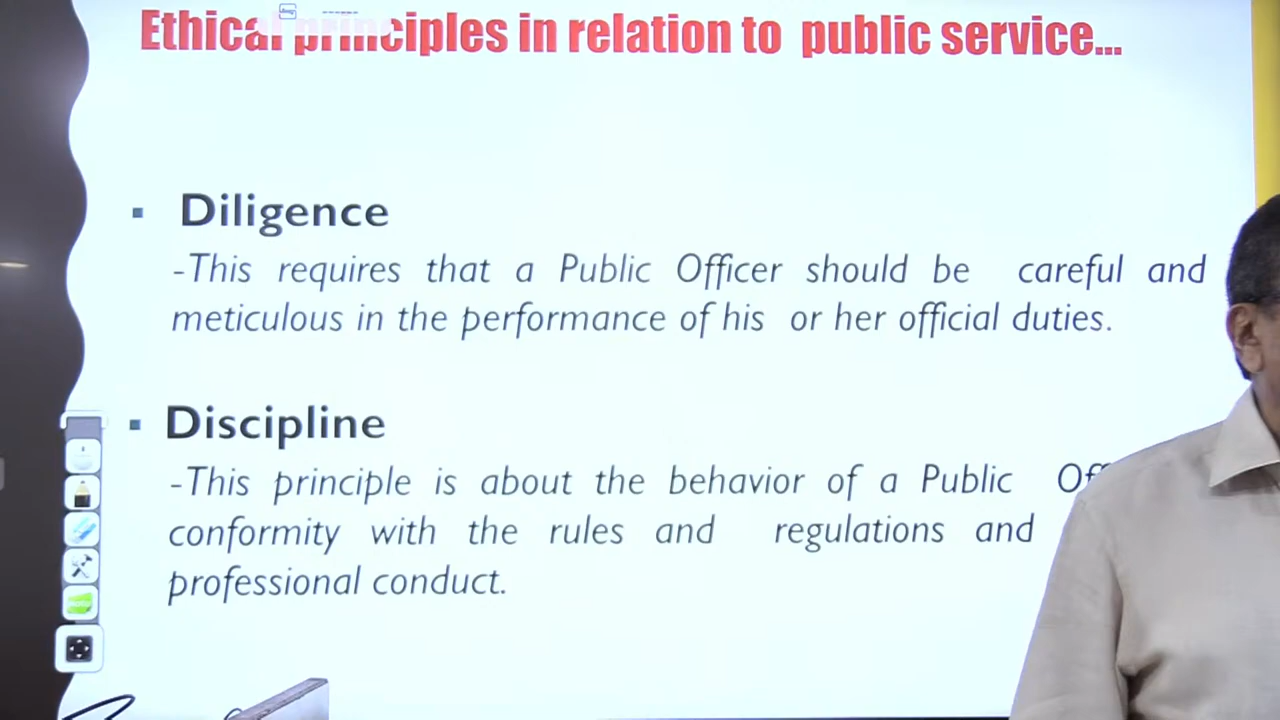 Ethical principles in relation to public service...
▪ Diligence
-This requires that a Public Officer should be careful and
meticulous in the performance of his or her official duties.
▪ Discipline
-This principle is about the behavior of a Public
conformity with the rules and regulations and
professional conduct.